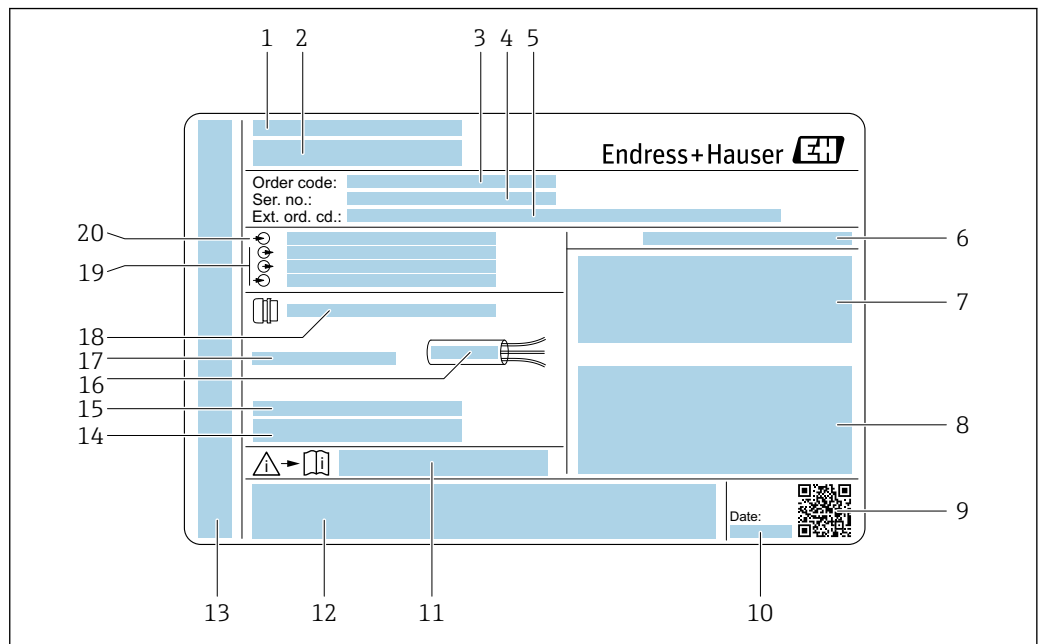 1 2 3 4 5
Endress+Hauser EH
Order code:
Ser. no.:
Ext. ord. cd.:
20
6
19
7
18
17
16
15
8
14
i i
Date:
9
13 12 11 10